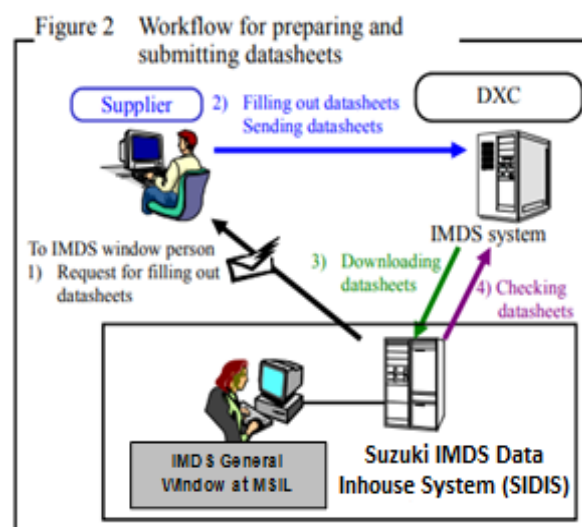 Figure 2 Workflow for preparing and
submitting datasheets
Supplier
2) Filling out datasheets
Sending datasheets
DXC
IMDS system
To IMDS window person
1) Request for filling out
datasheets
3) Downloading
datasheets
4) Checking
datasheets
IMDS General
Window at MSIL
Suzuki IMDS Data
Inhouse System (SIDIS)